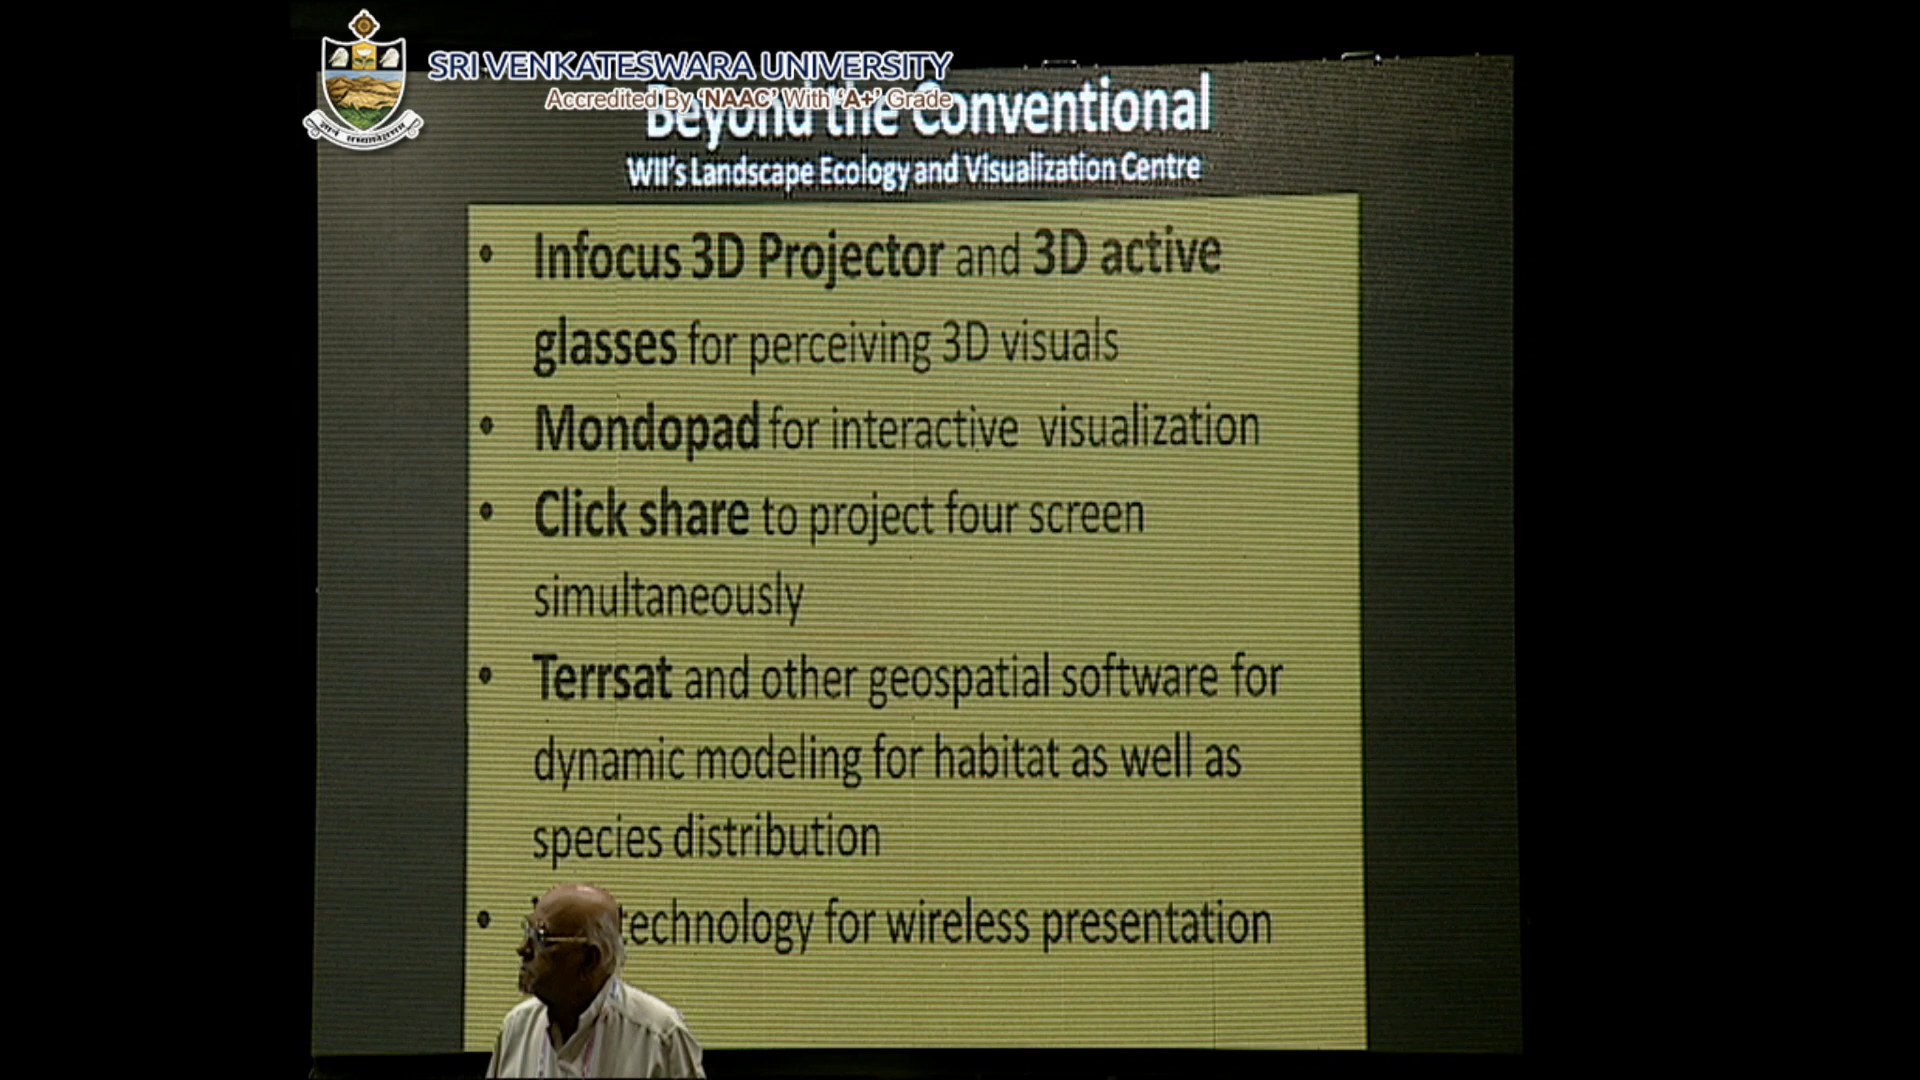 SRI VENKATESWARA UNIVERSITY
Accredited By 'NAAC' With 'A+' Grade
Beyond the Conventional
WII's Landscape Ecology and Visualization Centre
• Infocus 3D Projector and 3D active
glasses for perceiving 3D visuals
• Mondopad for interactive visualization
• Click share to project four screen
simultaneously
• Terrsat and other geospatial software for
dynamic modeling for habitat as well as
species distribution
• technology for wireless presentation